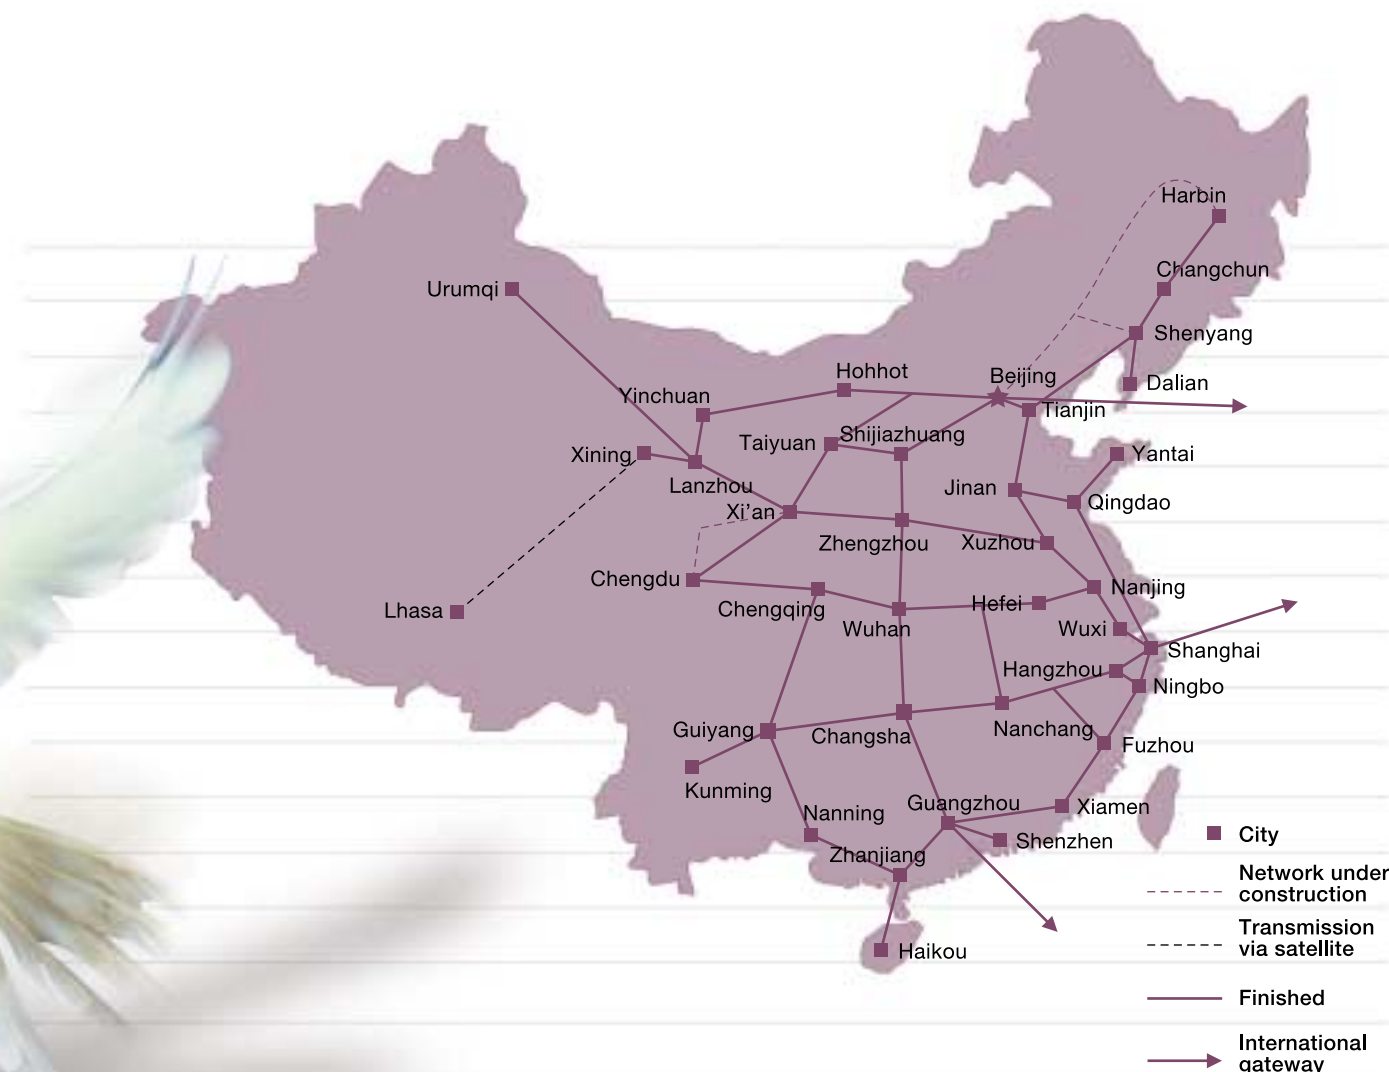 Harbin
Changchun
Urumqi
Shenyang
Hohhot
Beijing
Dalian
Yinchuan
Tianjin
Taiyuan
Shijiazhuang
Xining
Yantai
Lanzhou
Jinan
Qingdao
Xi'an
Zhengzhou
Xuzhou
Chengdu
Nanjing
Chengqing
Hefei
Lhasa
Wuhan
Wuxi
Shanghai
Hangzhou
Ningbo
Guiyang
Changsha
Nanchang
Fuzhou
Kunming
Guangzhou
Xiamen
Nanning
Shenzhen
Zhanjiang
Haikou
City
Network under
construction
Transmission
via satellite
Finished
International
gateway